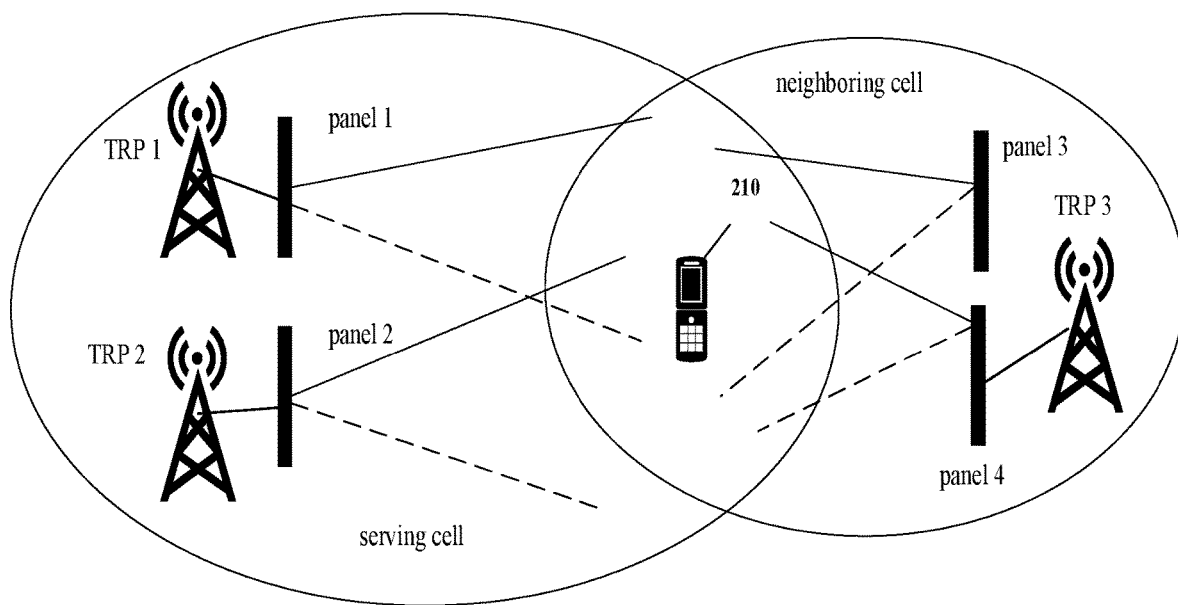 neighboring cell
panel 1
TRP 1
panel 3
210
TRP 3
panel 2
TRP 2
panel 4
serving cell